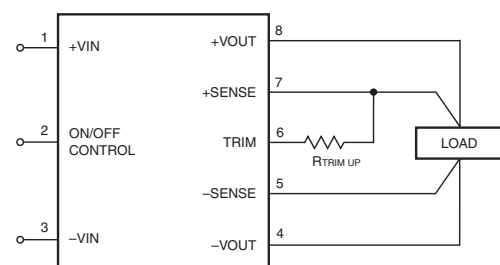 1 +VIN
2 ON/OFF
CONTROL
3 –VIN
+VOUT 8
+SENSE 7
TRIM 6
RTRIM UP
–SENSE 5
–VOUT 4
LOAD